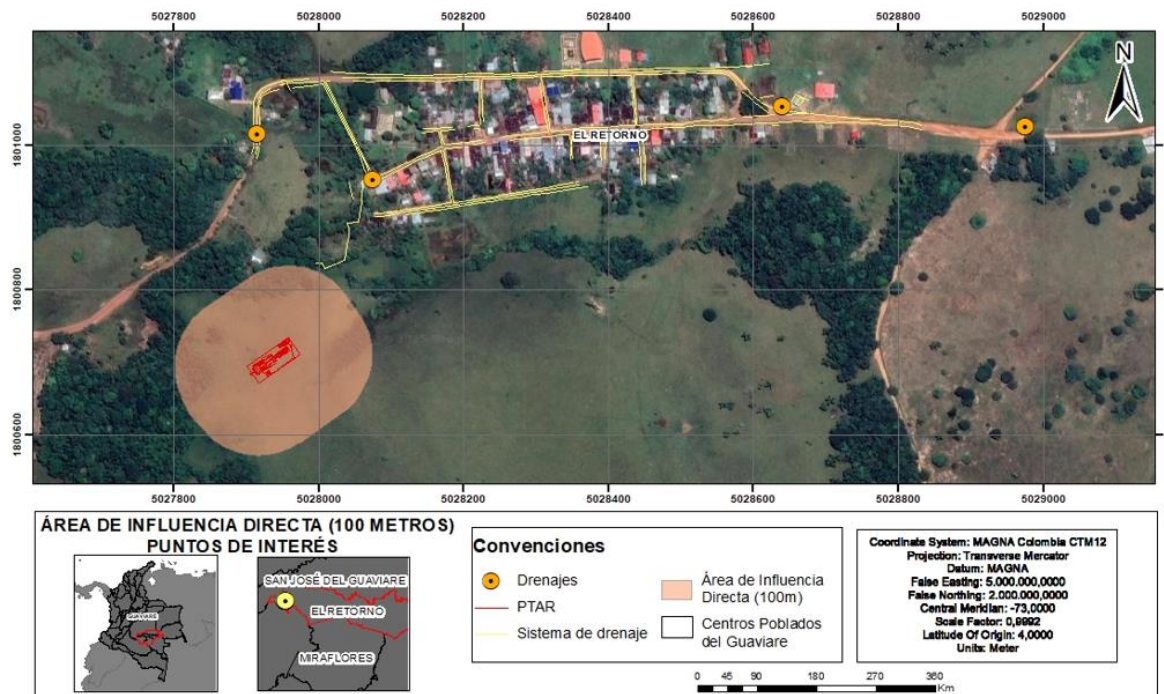 5027800 5028000 5028200 5028400 5028600 5028800 5029000
N
1801000
EL RETORNO
1801000
1800800
1800800
1800600
1800600
5027800 5028000 5028200 5028400 5028600 5028800 5029000
ÁREA DE INFLUENCIA DIRECTA (100 METROS)
PUNTOS DE INTERÉS
GUAVIARE
SAN JOSÉ DEL GUAVIARE
EL RETORNO
MIRAFLORES
Convenciones
Drenajes
PTAR
Sistema de drenaje
Área de Influencia
Directa (100m)
Centros Poblados
del Guaviare
Coordinate System: MAGNA Colombia CTM12
Projection: Transverse Mercator
Datum: MAGNA
False Easting: 5.000.000,0000
False Northing: 2.000.000,0000
Central Meridian: -73,0000
Scale Factor: 0,9992
Latitude Of Origin: 4,0000
Units: Meter
0 45 90 180 270 360
Km